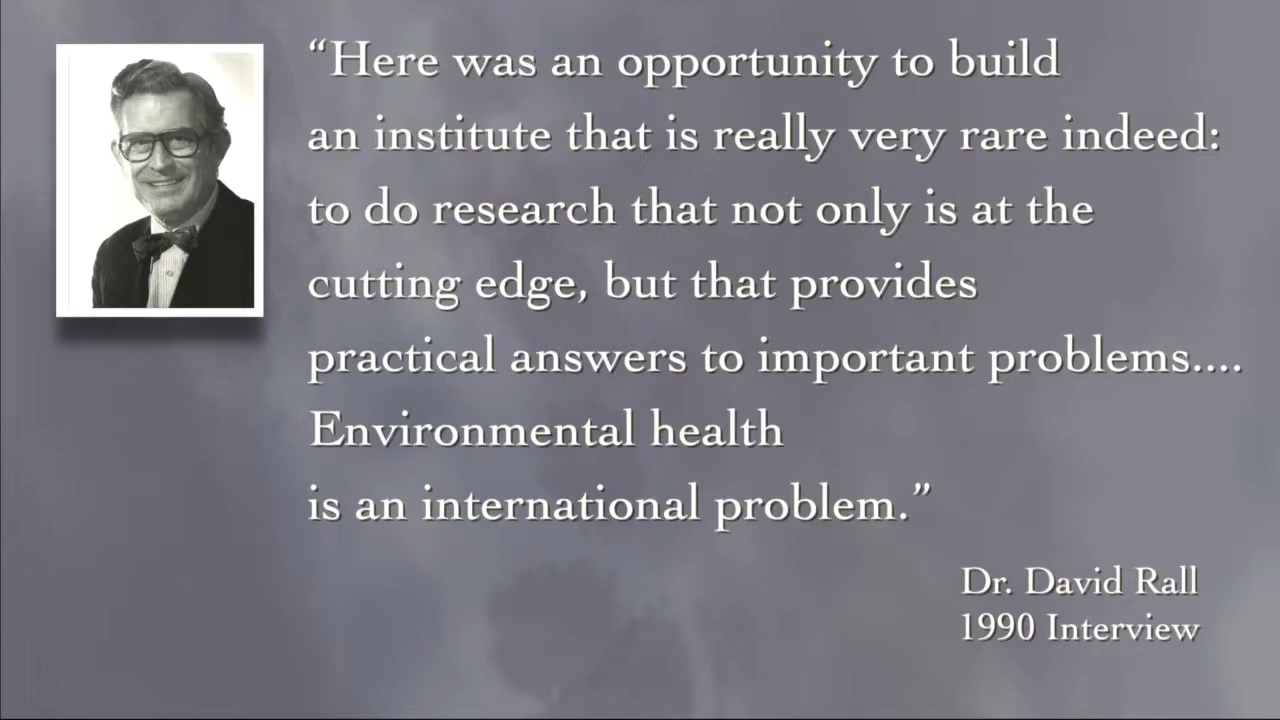 “Here was an opportunity to build
an institute that is really very rare indeed:
to do research that not only is at the
cutting edge, but that provides
practical answers to important problems....
Environmental health
is an international problem.”
Dr. David Rall
1990 Interview